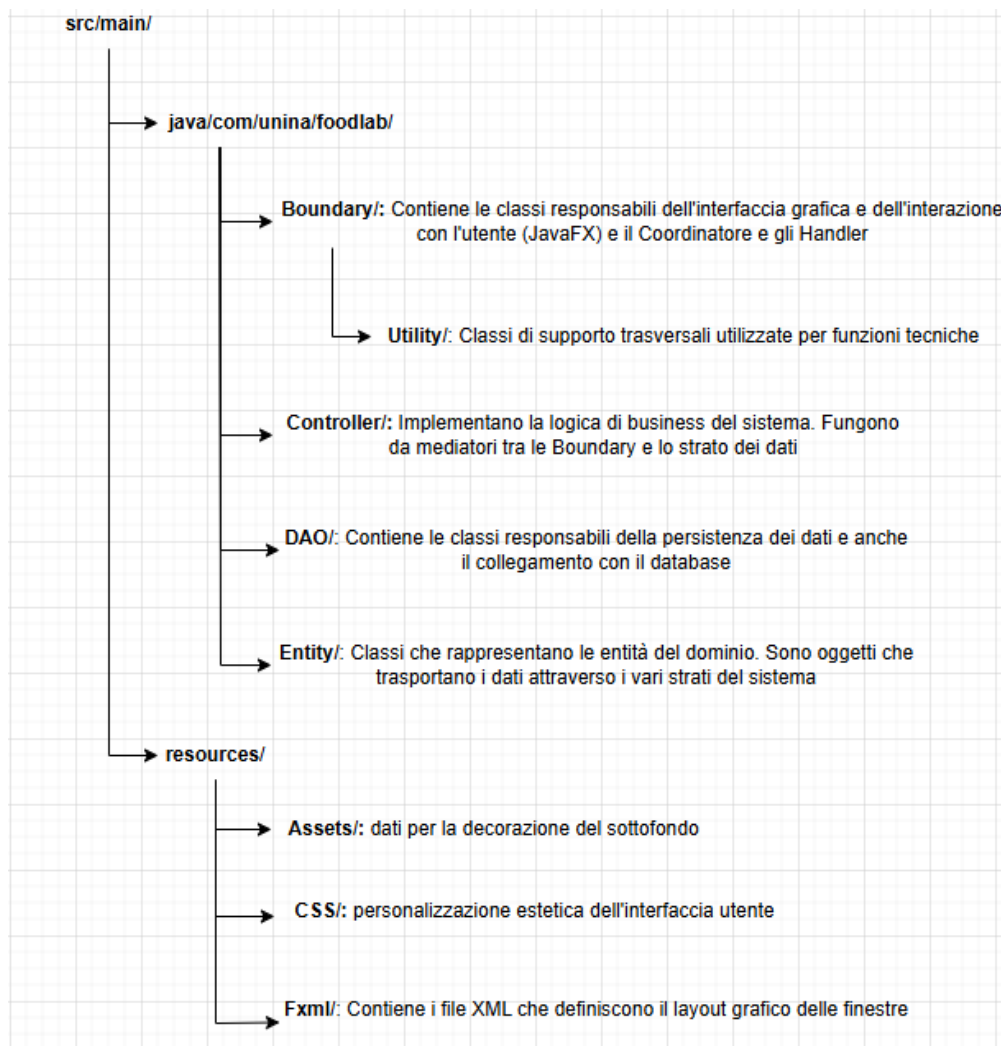 src/main/
java/com/unina/foodlab/
Boundary/: Contiene le classi responsabili dell'interfaccia grafica e dell'interazione
con l'utente (JavaFX) e il Coordinatore e gli Handler
Utility/: Classi di supporto trasversali utilizzate per funzioni tecniche
Controller/: Implementano la logica di business del sistema. Fungono
da mediatori tra le Boundary e lo strato dei dati
DAO/: Contiene le classi responsabili della persistenza dei dati e anche
il collegamento con il database
Entity/: Classi che rappresentano le entità del dominio. Sono oggetti che
trasportano i dati attraverso i vari strati del sistema
resources/
Assets/: dati per la decorazione del sottofondo
CSS/: personalizzazione estetica dell'interfaccia utente
Fxml/: Contiene i file XML che definiscono il layout grafico delle finestre